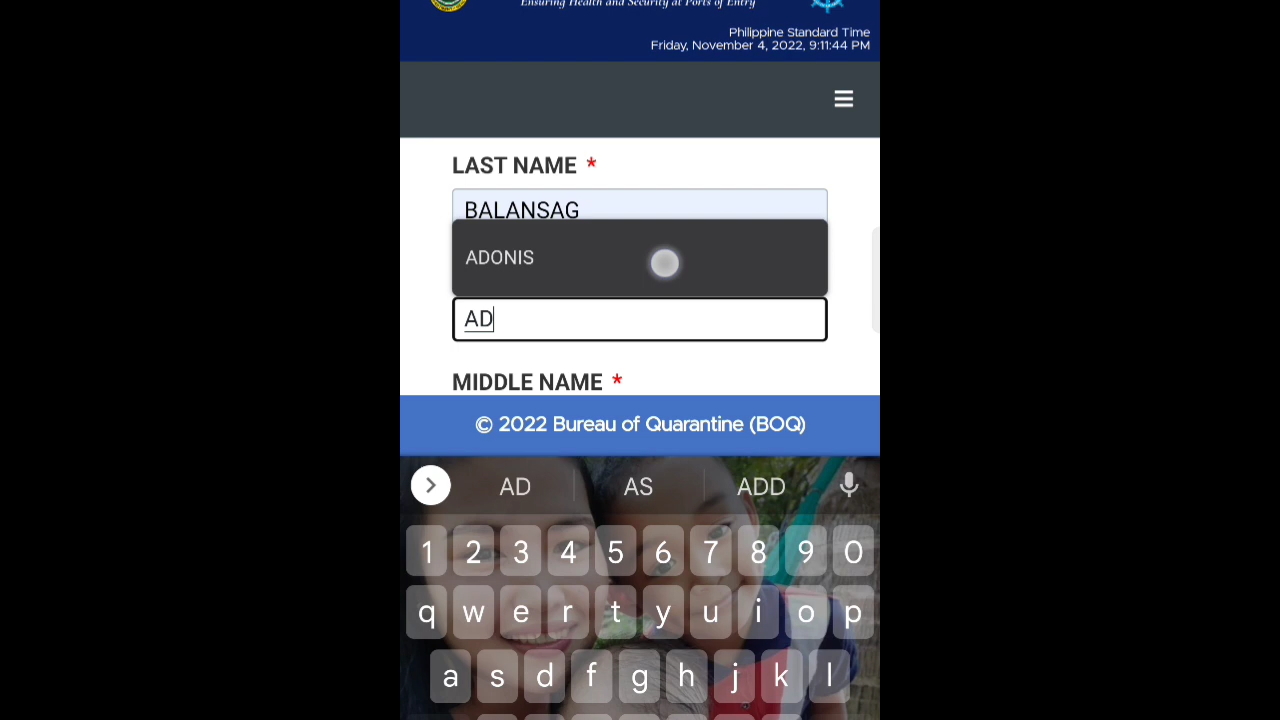 Ensuring Health and Security at Ports of Entry
Philippine Standard Time
Friday, November 4, 2022, 9:11:44 PM
LAST NAME *
BALANSAG
ADONIS
AD
MIDDLE NAME *
© 2022 Bureau of Quarantine (BOQ)
AD AS ADD
1 2 3 4 5 6 7 8 9 0
q w e r t y u i o p
a s d f g h j k l